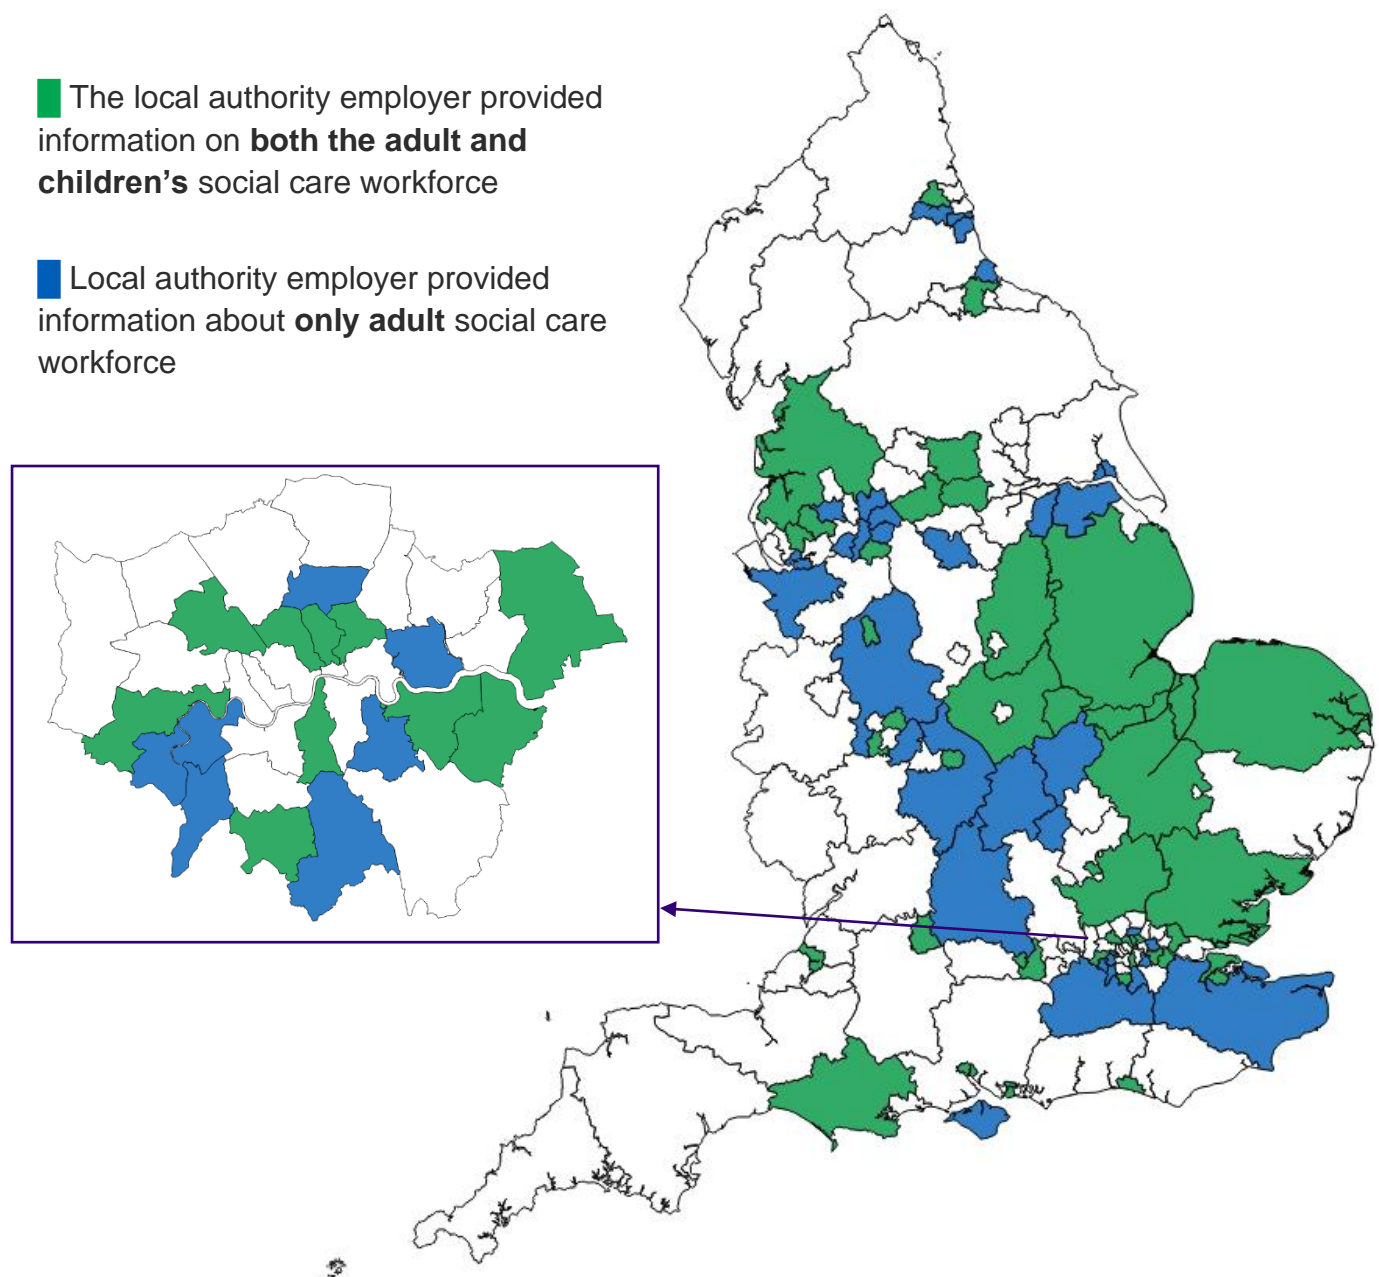 The local authority employer provided
information on both the adult and
children's social care workforce
Local authority employer provided
information about only adult social care
workforce